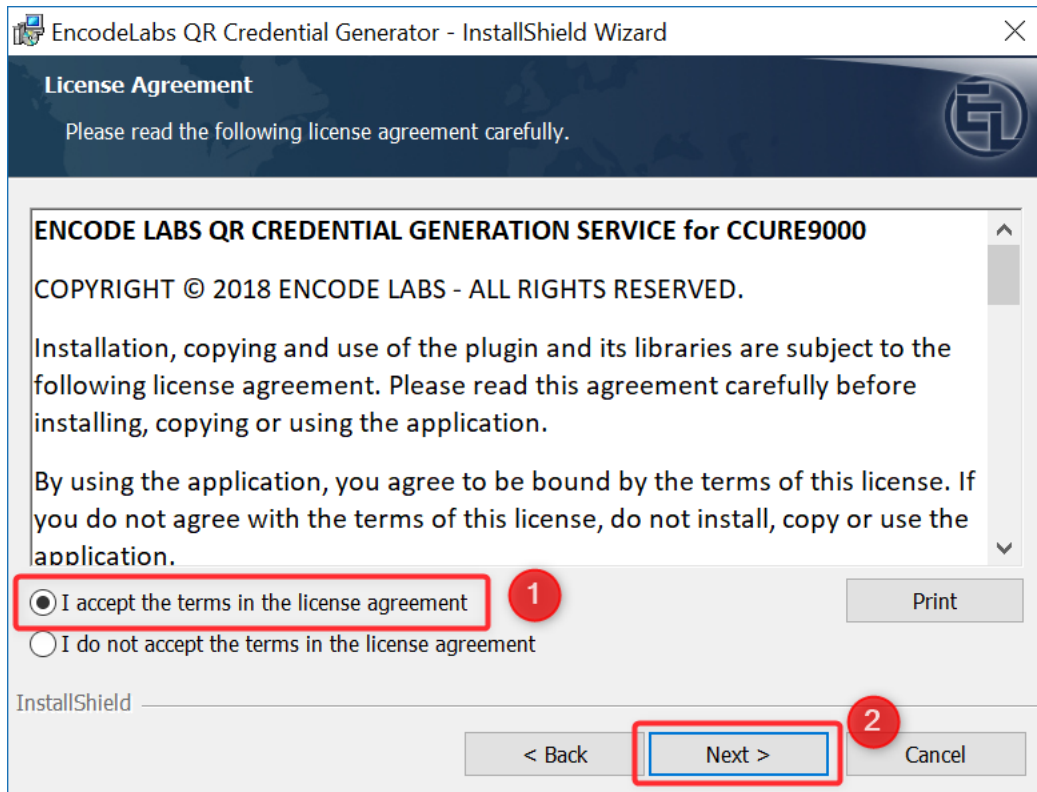 EncodeLabs QR Credential Generator - InstallShield Wizard
License Agreement
Please read the following license agreement carefully.
EL
ENCODE LABS QR CREDENTIAL GENERATION SERVICE for CCURE9000
COPYRIGHT © 2018 ENCODE LABS - ALL RIGHTS RESERVED.
Installation, copying and use of the plugin and its libraries are subject to the
following license agreement. Please read this agreement carefully before
installing, copying or using the application.
By using the application, you agree to be bound by the terms of this license. If
you do not agree with the terms of this license, do not install, copy or use the
application.
I accept the terms in the license agreement
1
Print
I do not accept the terms in the license agreement
InstallShield
2
< Back
Next >
Cancel